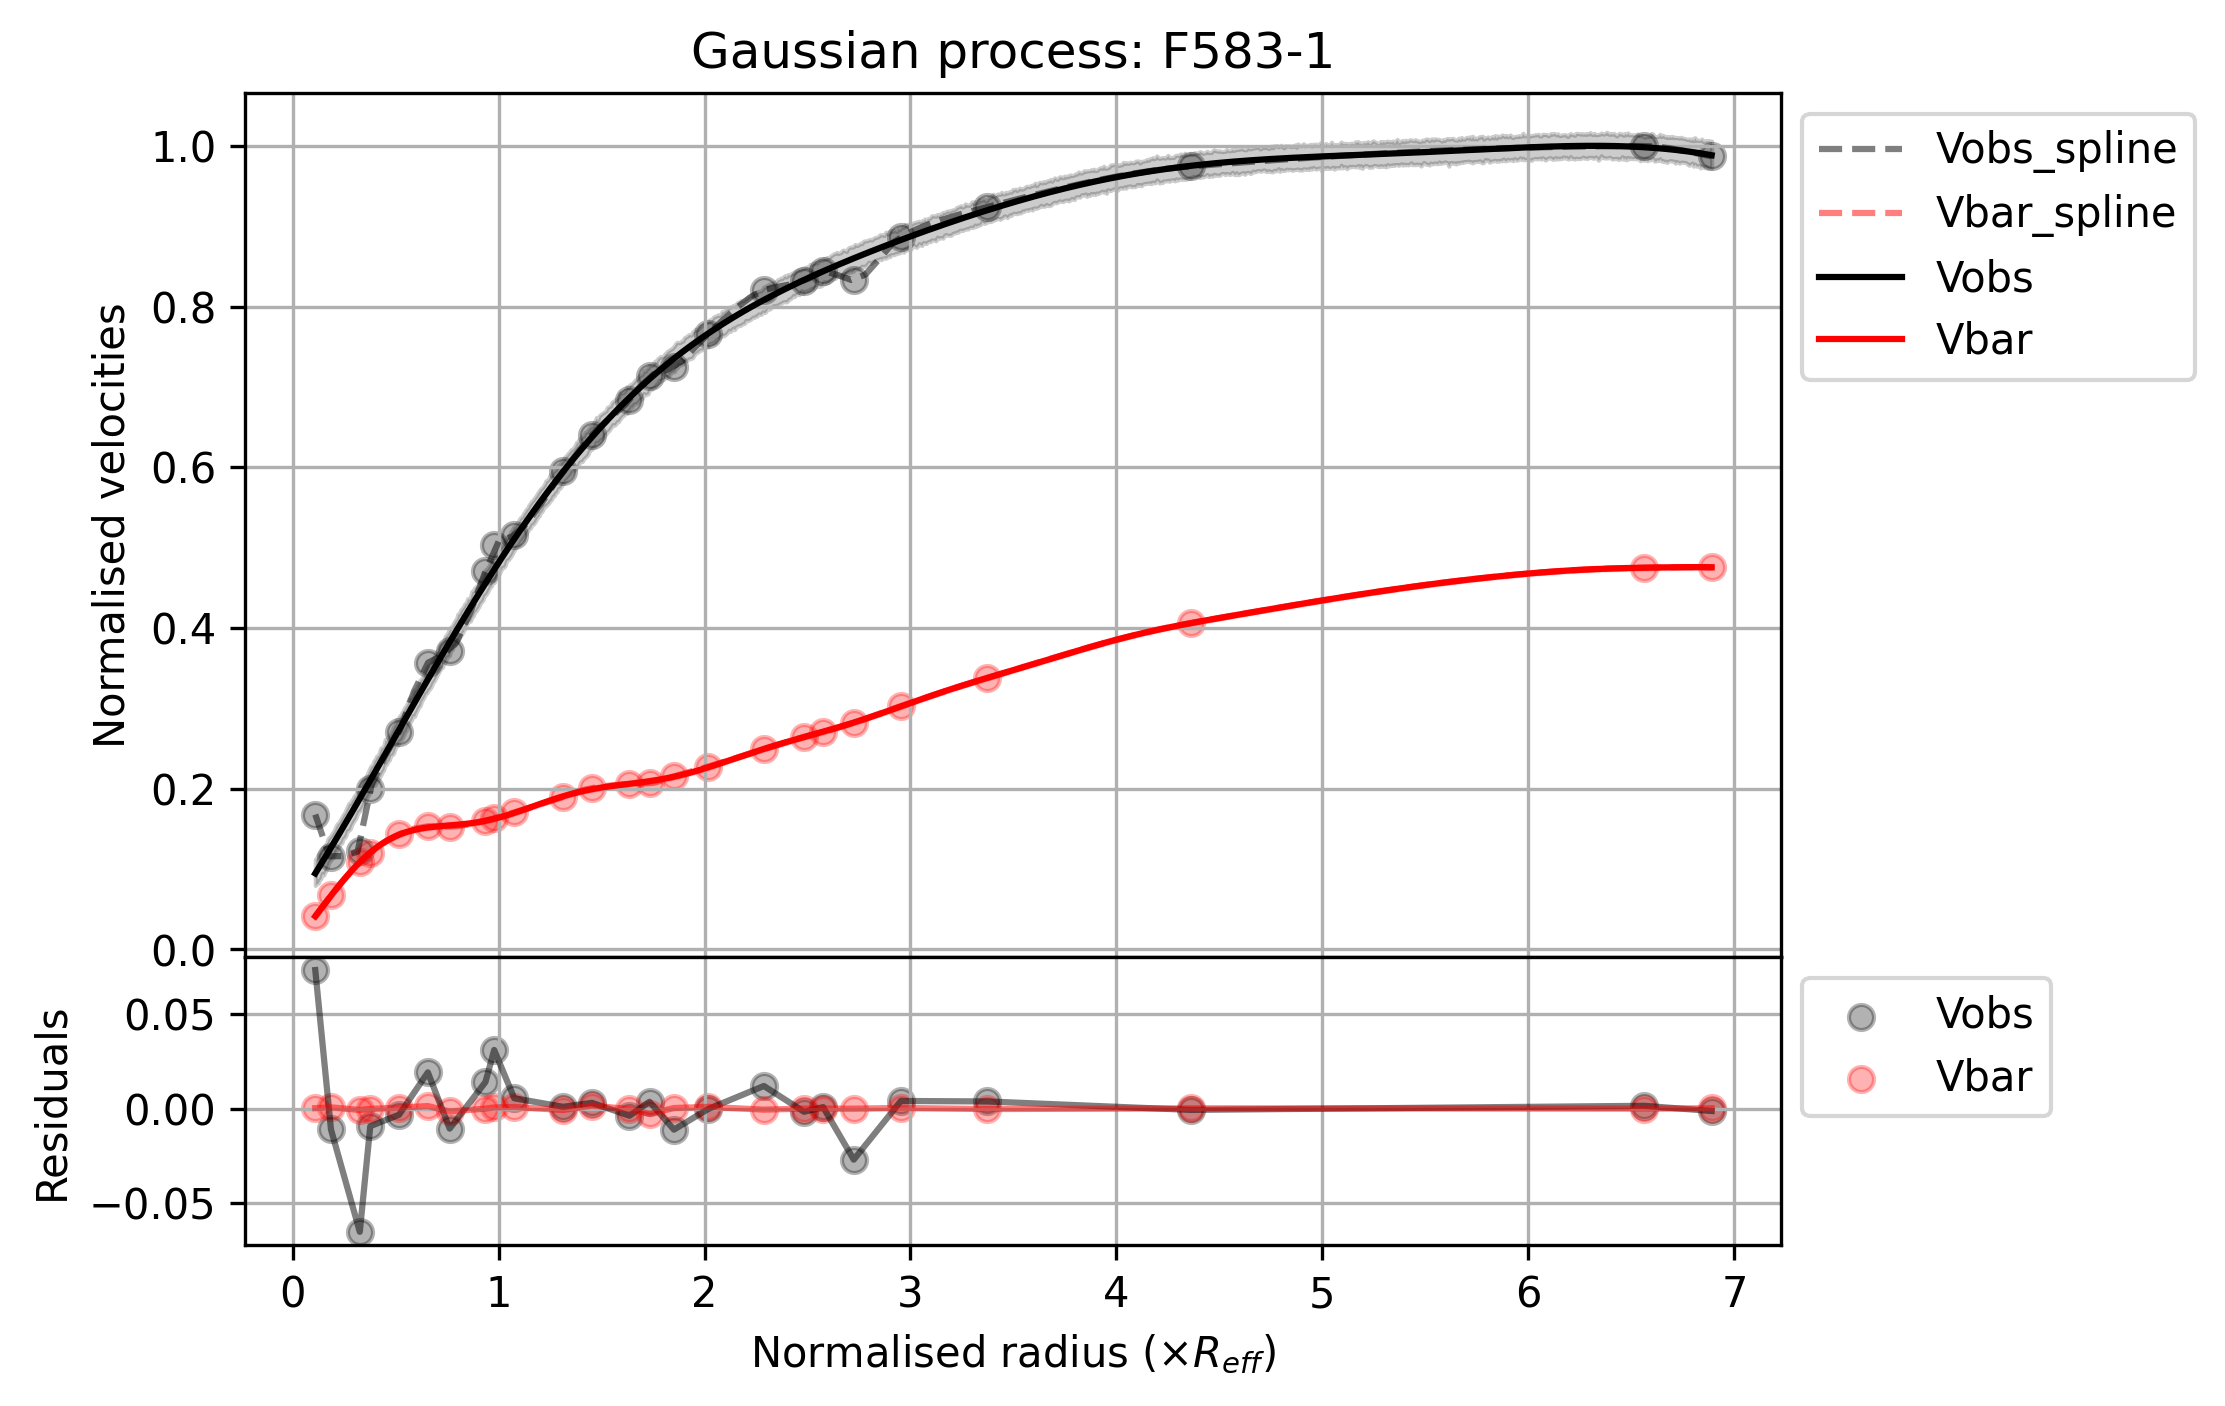 Gaussian process: F583-1
Normalised velocities
1.0
0.8
0.6
0.4
0.2
0.0
Vobs_spline
Vbar_spline
Vobs
Vbar
Residuals
0.05
0.00
−0.05
Vobs
Vbar
0 1 2 3 4 5 6 7
Normalised radius (×R_eff)